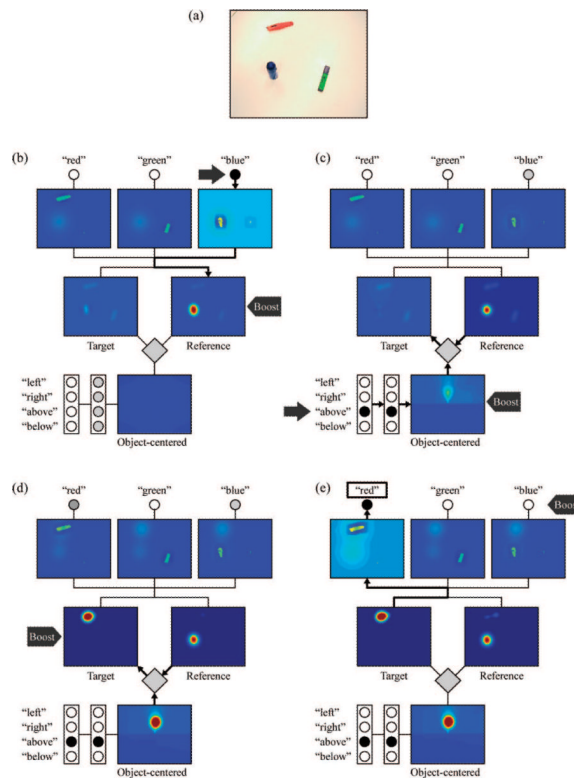 (a)
(b)
"red" "green" "blue"
Boost
Target Reference
"left"
"right"
"above"
"below"
Object-centered
(c)
"red" "green" "blue"
Target Reference
"left"
"right"
"above"
"below"
Boost
Object-centered
(d)
"red" "green" "blue"
Boost
Target Reference
"left"
"right"
"above"
"below"
Object-centered
(e)
"red" "green" "blue"
Boost
Target Reference
"left"
"right"
"above"
"below"
Object-centered